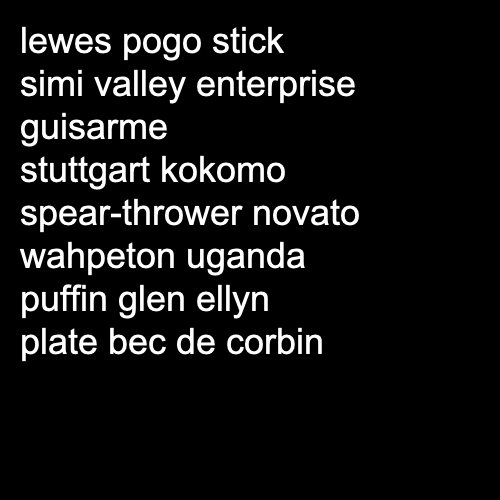 lewes pogo stick
simi valley enterprise
guisarme
stuttgart kokomo
spear-thrower novato
wahpeton uganda
puffin glen ellyn
plate bec de corbin